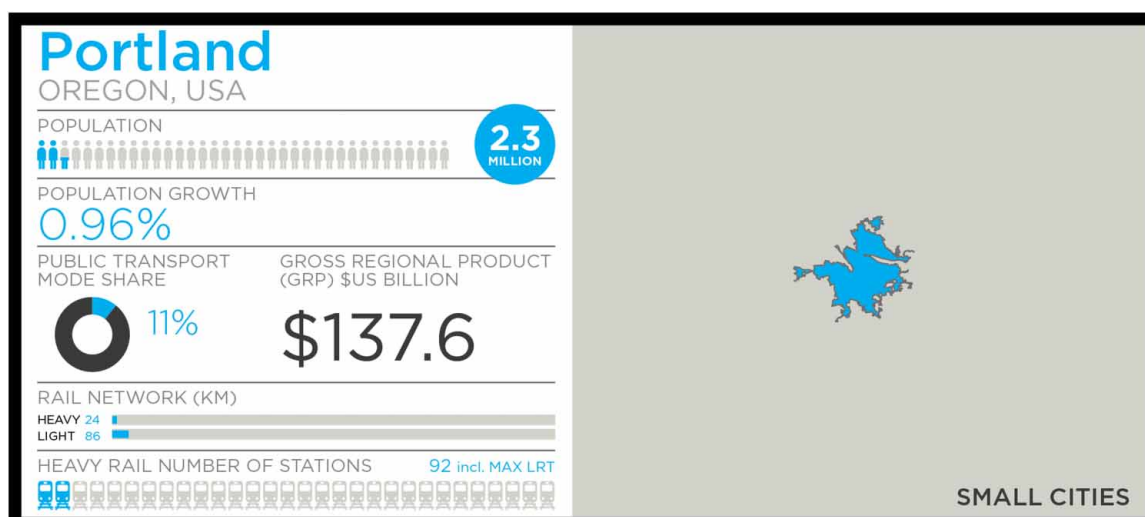 Portland
OREGON, USA
POPULATION
2.3
MILLION
POPULATION GROWTH
0.96%
PUBLIC TRANSPORT
MODE SHARE
11%
GROSS REGIONAL PRODUCT
(GRP) $US BILLION
$137.6
RAIL NETWORK (KM)
HEAVY 24
LIGHT 86
HEAVY RAIL NUMBER OF STATIONS 92 incl. MAX LRT
SMALL CITIES